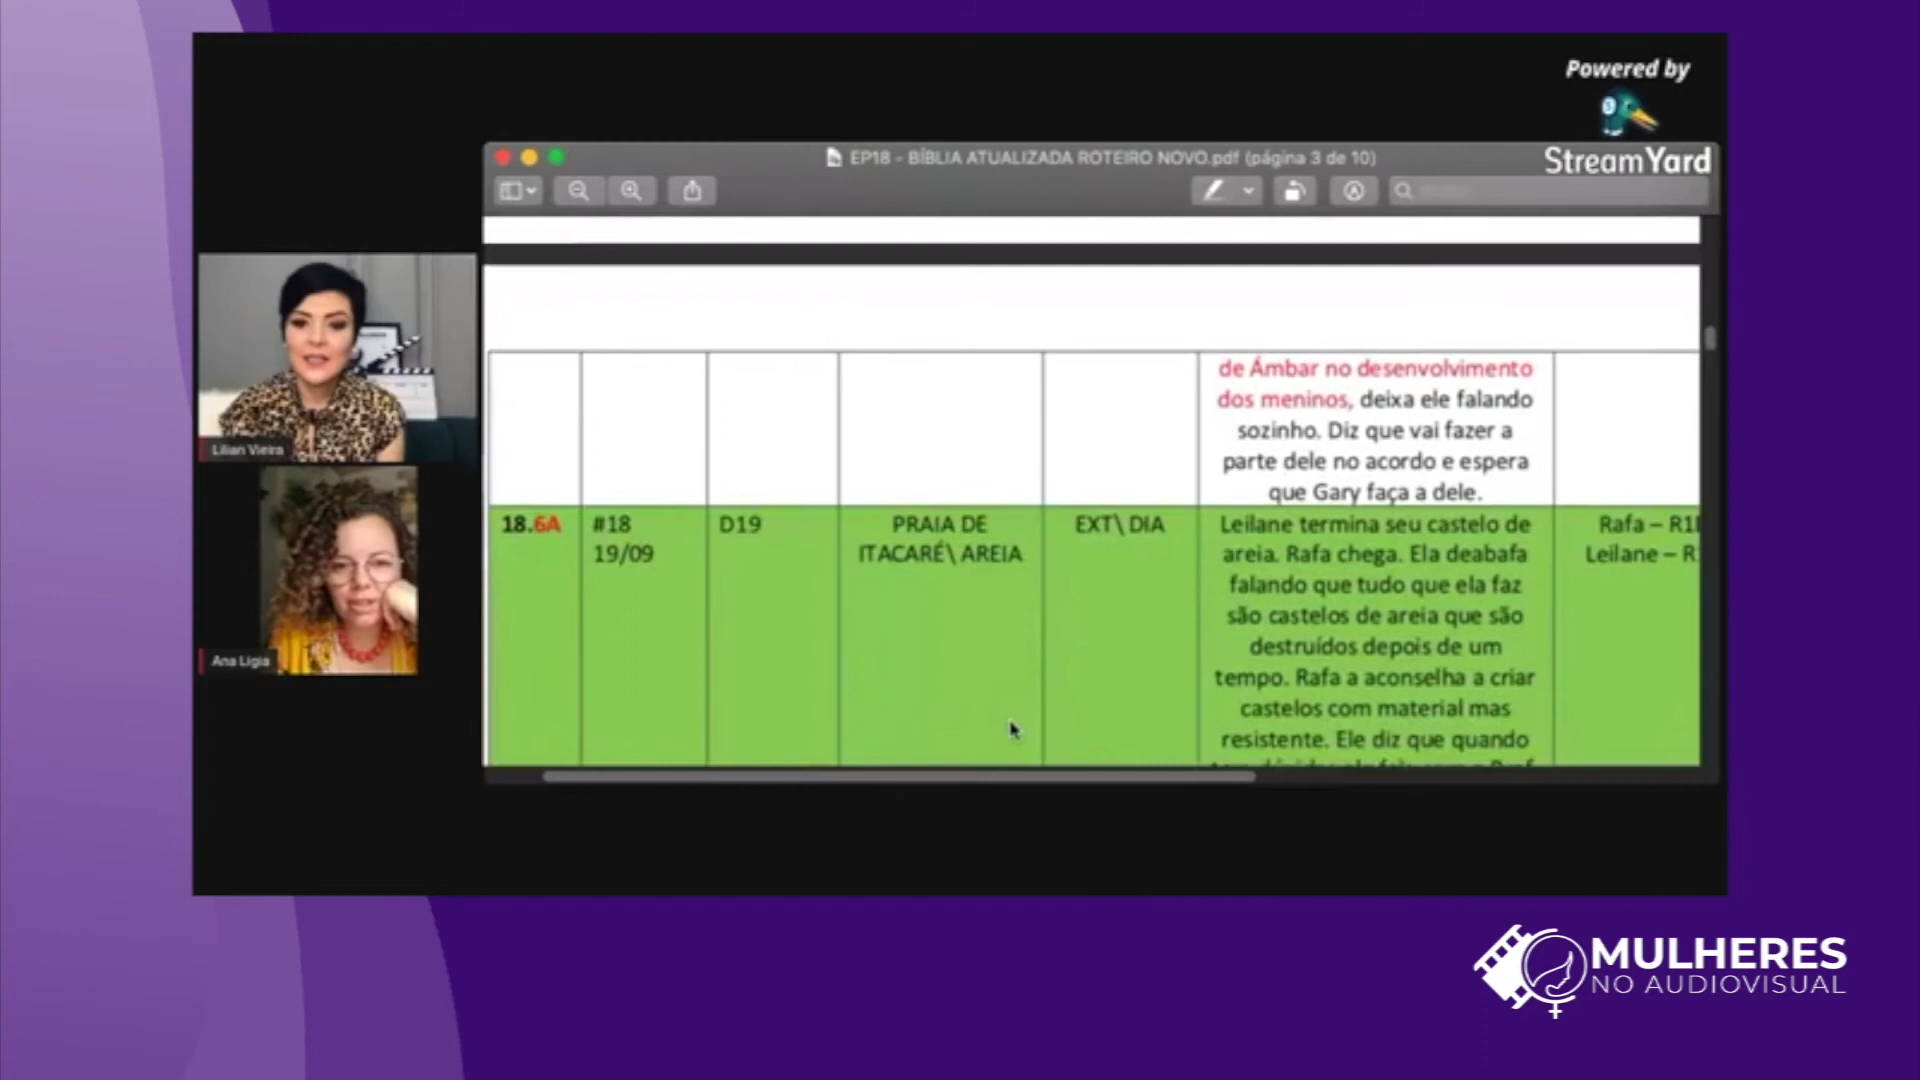 Powered by
StreamYard
EP18 - BÍBLIA ATUALIZADA ROTEIRO NOVO.pdf (página 3 de 10)
de Ámbar no desenvolvimento
dos meninos, deixa ele falando
sozinho. Diz que vai fazer a
parte dele no acordo e espera
que Gary faça a dele.
18.6A
#18
19/09
D19
PRAIA DE
ITACARÉ\ AREIA
EXT\ DIA
Leilane termina seu castelo de
areia. Rafa chega. Ela deabafa
falando que tudo que ela faz
são castelos de areia que são
destruídos depois de um
tempo. Rafa a aconselha a criar
castelos com material mas
resistente. Ele diz que quando
Rafa – R1
Leilane – R
Lilian Vieira
Ana Ligia
MULHERES
NO AUDIOVISUAL